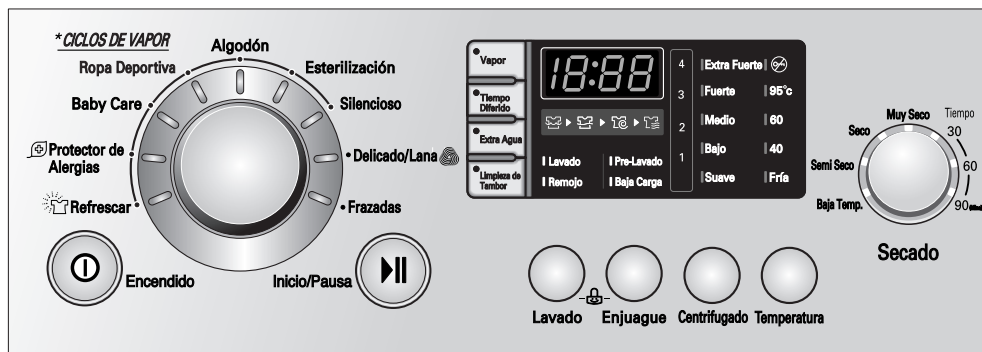 * CICLOS DE VAPOR
Algodón
Ropa Deportiva
Esterilización
Baby Care
Silencioso
Protector de
Alergias
Delicado/Lana
Refrescar
Frazadas
Encendido
Inicio/Pausa
Vapor
Tiempo
Diferido
Extra Agua
Limpieza de
Tambor
18:88
Lavado
Pre-Lavado
Remojo
Baja Carga
4
3
2
1
Extra Fuerte
Fuerte
95°c
Medio
60
Bajo
40
Suave
Fría
Lavado
Enjuague
Centrifugado
Temperatura
Muy Seco
Tiempo
Seco
30
Semi Seco
60
Baja Temp.
90
Secado